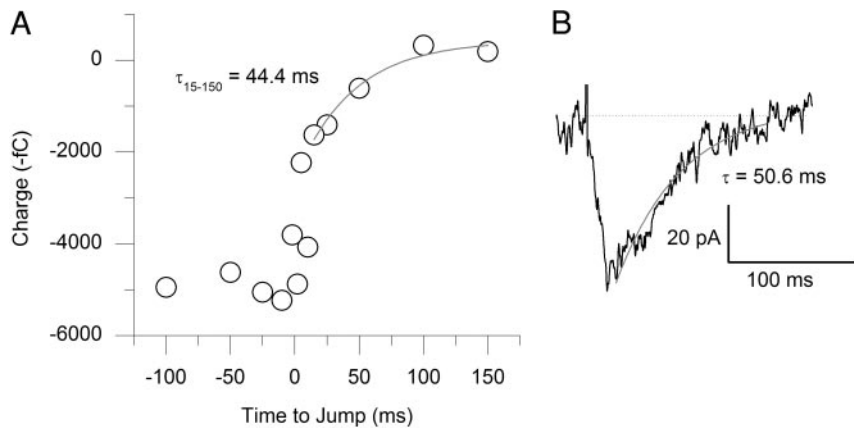 A
B
0
-2000
-4000
-6000
Charge (-fC)
τ15-150 = 44.4 ms
-100
-50
0
50
100
150
Time to Jump (ms)
τ = 50.6 ms
20 pA
100 ms